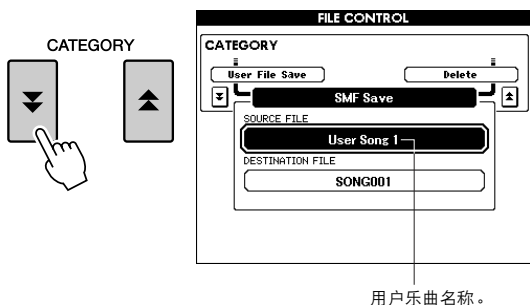 CATEGORY
FILE CONTROL
CATEGORY
User File Save
Delete
SMF Save
SOURCE FILE
User Song 1
DESTINATION FILE
SONG001
用户乐曲名称。